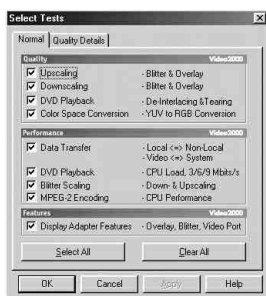 Select Tests
Normal Quality Details
Quality Video2000
Upscaling - Blitter & Overlay
Downscaling - Blitter & Overlay
DVD Playback - De-Interlacing &Tearing
Color Space Conversion - YUV to RGB Conversion
Performance Video2000
Data Transfer - Local <=> Non-Local
- Video <=> System
DVD Playback - CPU Load, 3/6/9 Mbits/s
Blitter Scaling - Down- & Upscaling
MPEG-2 Encoding - CPU Performance
Features Video2000
Display Adapter Features - Overlay, Blitter, Video Port
Select All Clear All
OK Cancel Apply Help